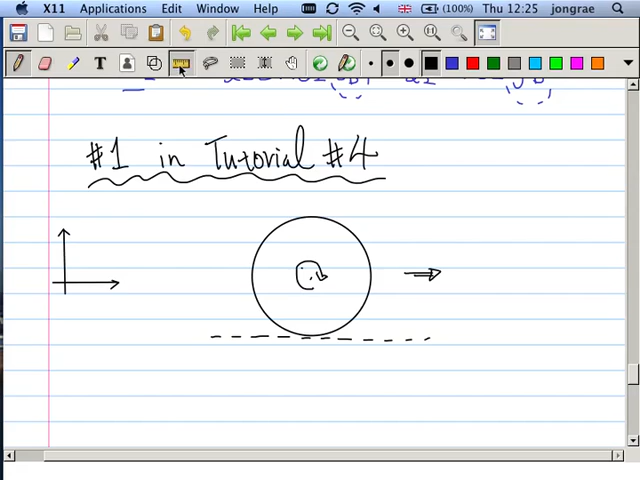 X11 Applications Edit Window Help (100%) Thu 12:25 jongrae
#1 in Tutorial #4